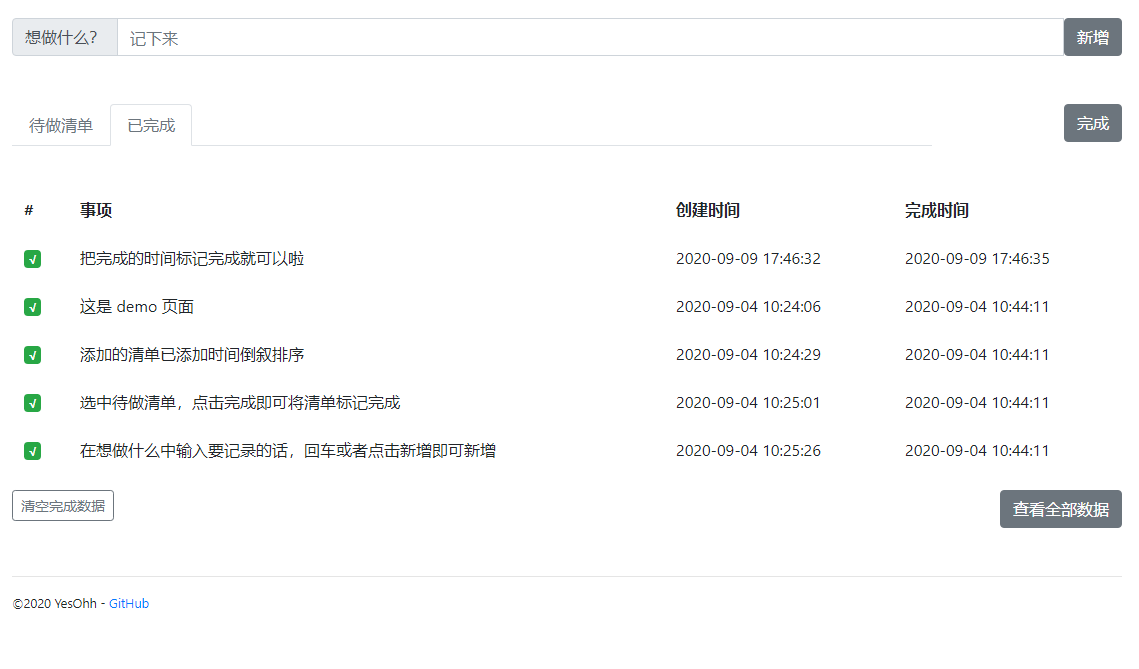 想做什么? 记下来 新增
待做清单 已完成 完成
# 事项 创建时间 完成时间
√ 把完成的时间标记完成就可以啦 2020-09-09 17:46:32 2020-09-09 17:46:35
√ 这是 demo 页面 2020-09-04 10:24:06 2020-09-04 10:44:11
√ 添加的清单已添加时间倒叙排序 2020-09-04 10:24:29 2020-09-04 10:44:11
√ 选中待做清单，点击完成即可将清单标记完成 2020-09-04 10:25:01 2020-09-04 10:44:11
√ 在想做什么中输入要记录的话，回车或者点击新增即可新增 2020-09-04 10:25:26 2020-09-04 10:44:11
清空完成数据 查看全部数据
©2020 YesOhh - GitHub